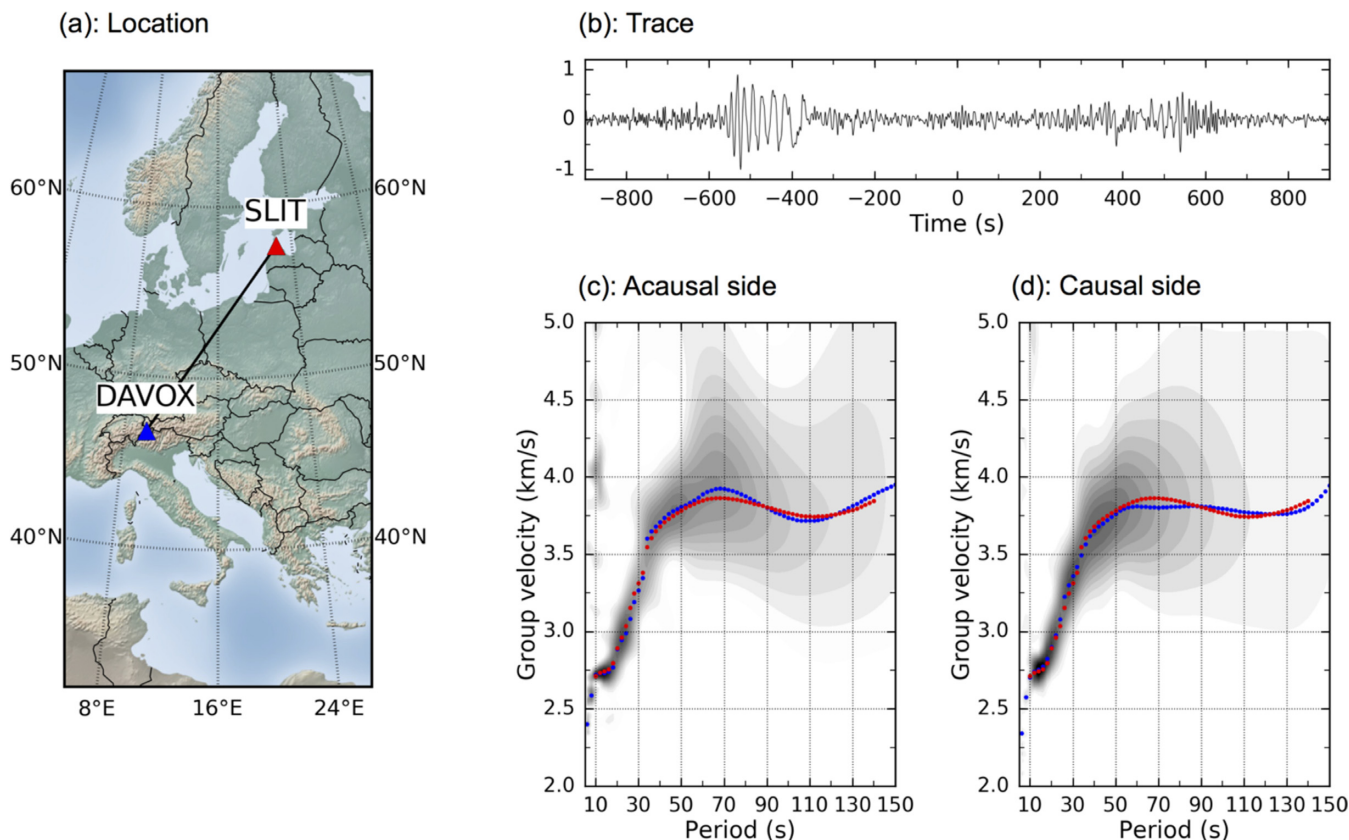 (a): Location
60°N
60°N
SLIT
50°N
50°N
DAVOX
40°N
40°N
8°E 16°E 24°E
(b): Trace
1
0
-1
−800 −600 −400 −200 0 200 400 600 800
Time (s)
(c): Acausal side
5.0
4.5
4.0
3.5
3.0
2.5
2.0
Group velocity (km/s)
10 30 50 70 90 110 130 150
Period (s)
(d): Causal side
5.0
4.5
4.0
3.5
3.0
2.5
2.0
Group velocity (km/s)
10 30 50 70 90 110 130 150
Period (s)